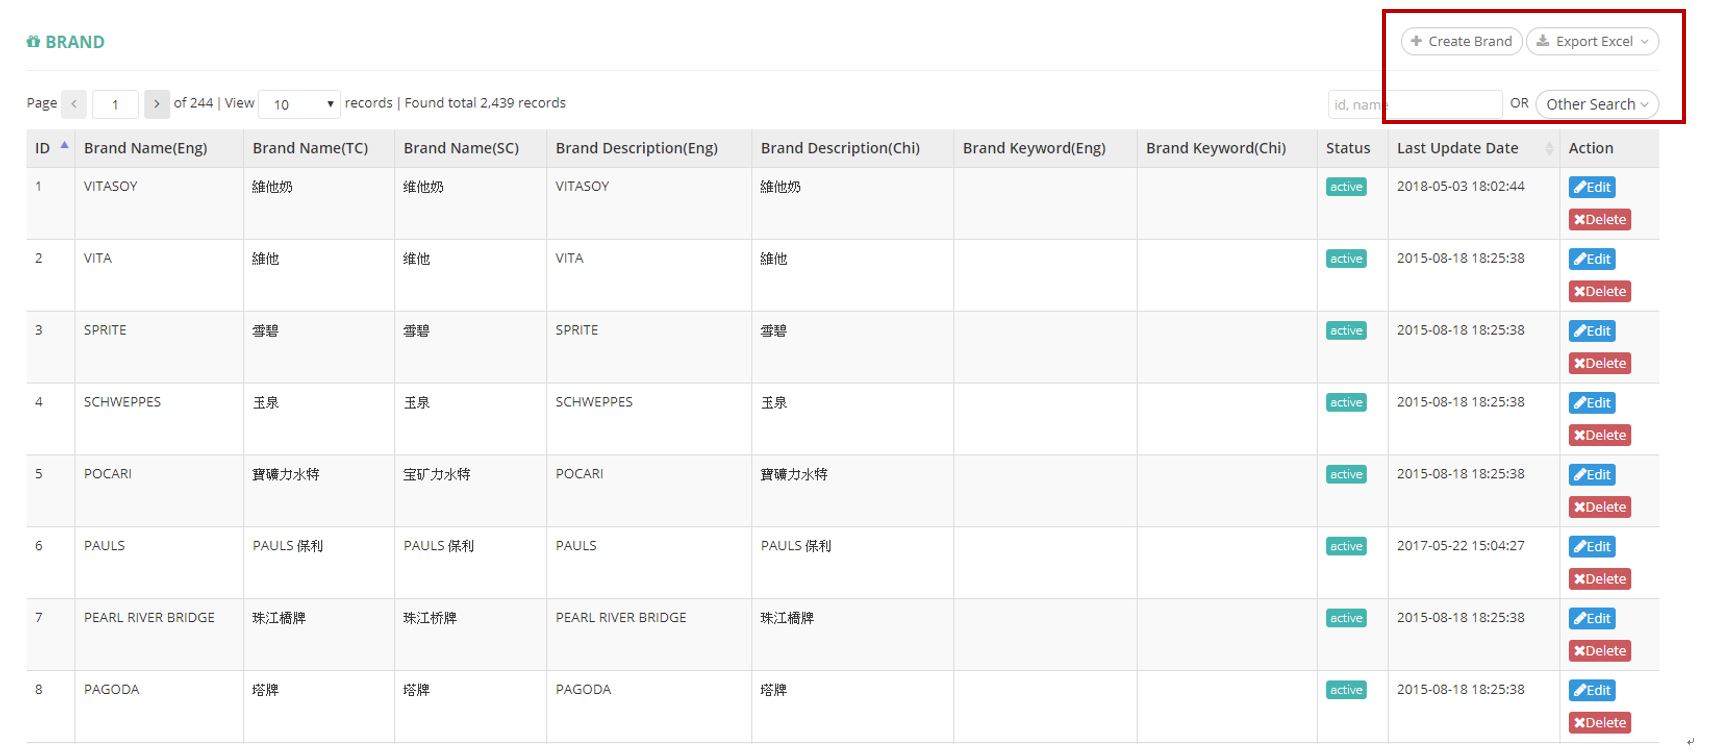 BRAND
Create Brand Export Excel
Page 1 of 244 | View 10 records | Found total 2,439 records id, name OR Other Search
ID Brand Name(Eng) Brand Name(TC) Brand Name(SC) Brand Description(Eng) Brand Description(Chi) Brand Keyword(Eng) Brand Keyword(Chi) Status Last Update Date Action
1 VITASOY 維他奶 维他奶 VITASOY 維他奶 active 2018-05-03 18:02:44 Edit
Delete
2 VITA 維他 维他 VITA 維他 active 2015-08-18 18:25:38 Edit
Delete
3 SPRITE 雪碧 雪碧 SPRITE 雪碧 active 2015-08-18 18:25:38 Edit
Delete
4 SCHWEPPES 玉泉 玉泉 SCHWEPPES 玉泉 active 2015-08-18 18:25:38 Edit
Delete
5 POCARI 寶礦力水特 宝矿力水特 POCARI 寶礦力水特 active 2015-08-18 18:25:38 Edit
Delete
6 PAULS PAULS 保利 PAULS 保利 PAULS PAULS 保利 active 2017-05-22 15:04:27 Edit
Delete
7 PEARL RIVER BRIDGE 珠江橋牌 珠江桥牌 PEARL RIVER BRIDGE 珠江橋牌 active 2015-08-18 18:25:38 Edit
Delete
8 PAGODA 塔牌 塔牌 PAGODA 塔牌 active 2015-08-18 18:25:38 Edit
Delete